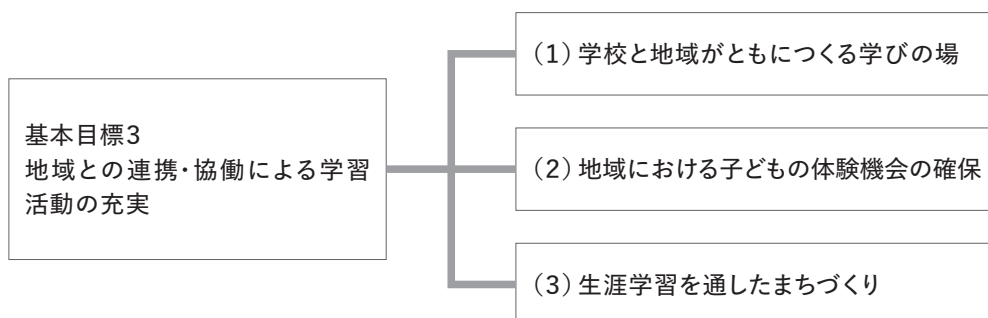 基本目標3
地域との連携・協働による学習
活動の充実
（1）学校と地域がともにつくる学びの場
（2）地域における子どもの体験機会の確保
（3）生涯学習を通したまちづくり